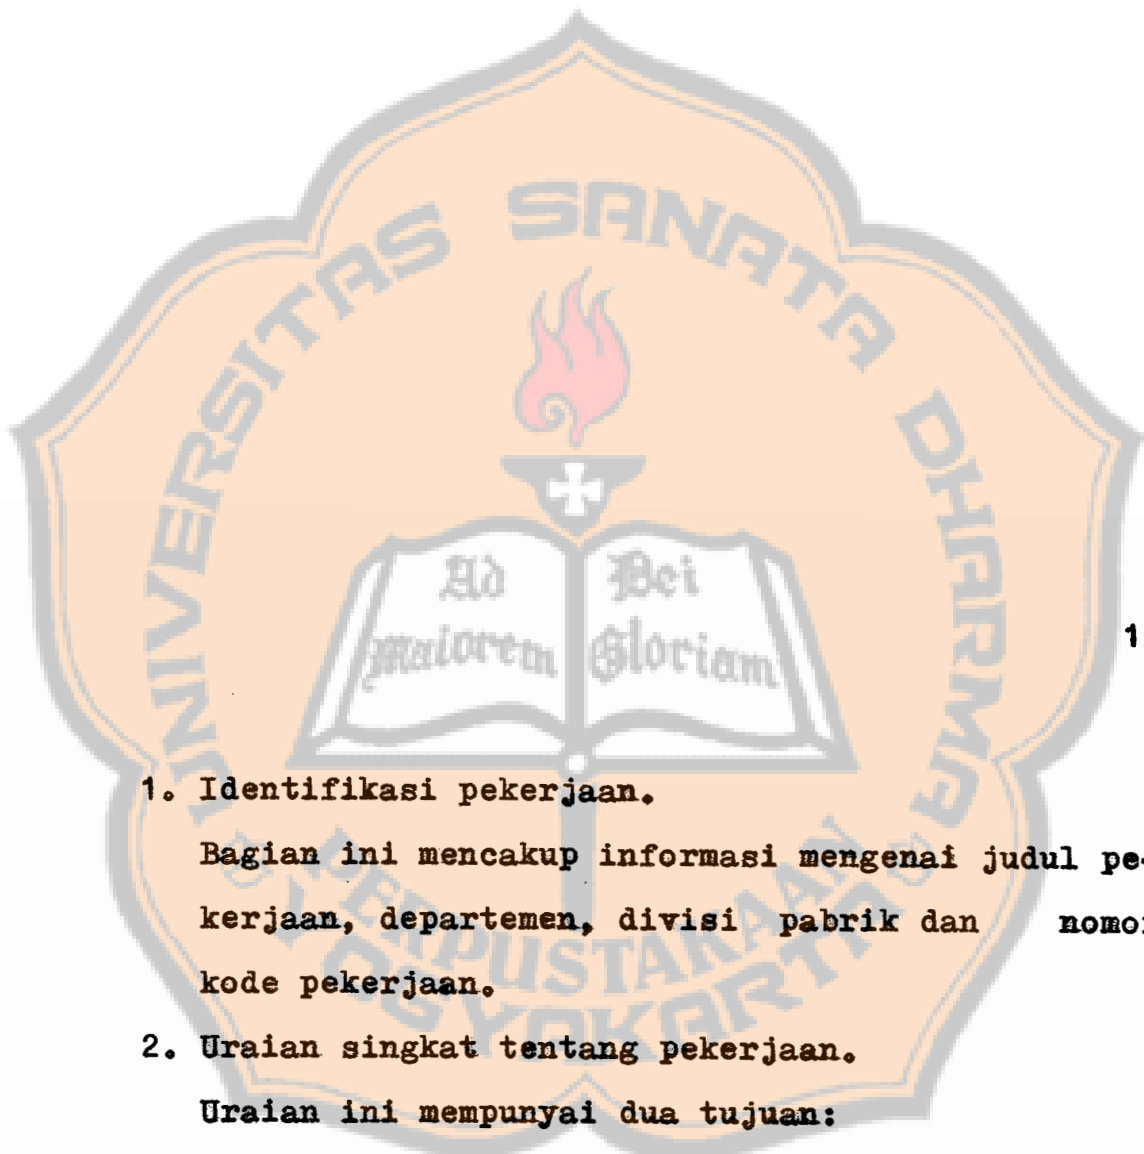 UNIVERSITAS SANATA DHARMA
Ad Dei
Maiorem Gloriam
1
1. Identifikasi pekerjaan.
Bagian ini mencakup informasi mengenai judul pe-
kerjaan, departemen, divisi pabrik dan nomor
kode pekerjaan.
PERPUSTAKAAN
YOGYAKARTA
2. Uraian singkat tentang pekerjaan.
Uraian ini mempunyai dua tujuan: